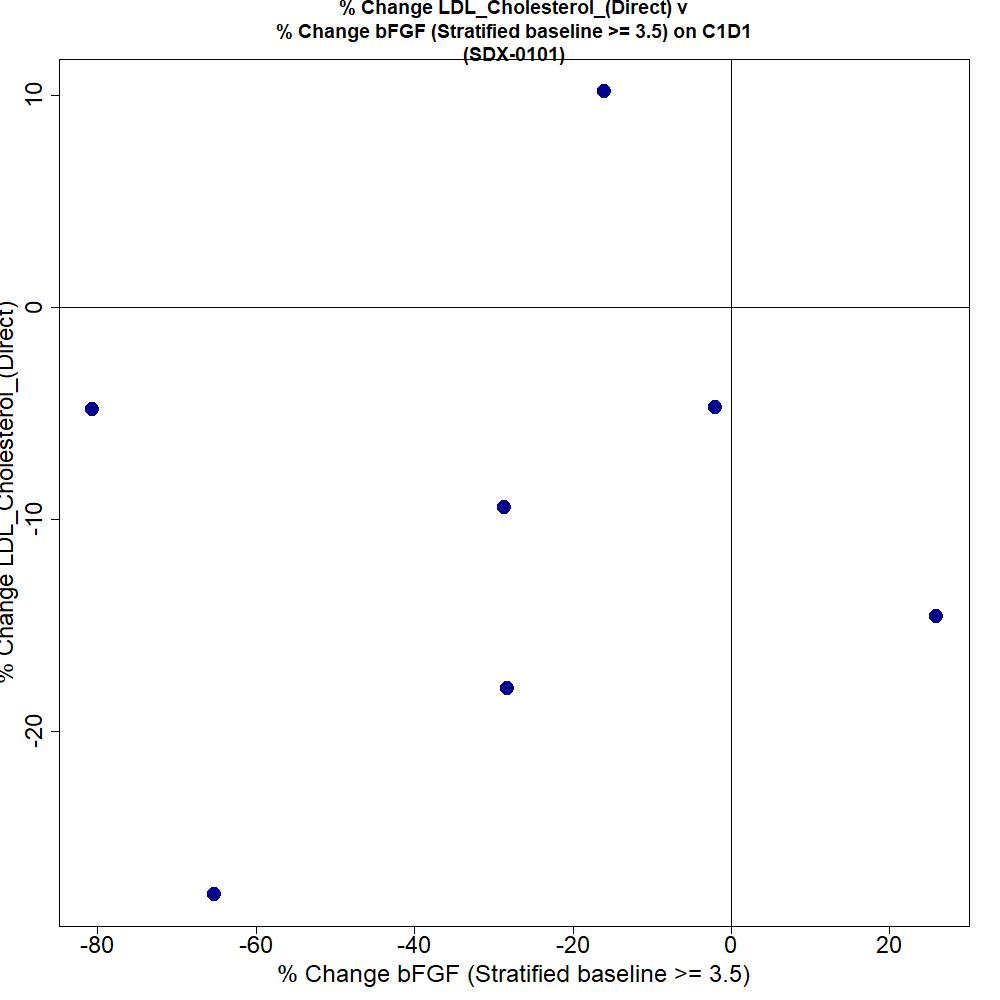 % Change LDL_Cholesterol_(Direct) v
% Change bFGF (Stratified baseline >= 3.5) on C1D1
(SDX-0101)
% Change LDL_Cholesterol_(Direct)
10
0
-10
-20
-80
-60
-40
-20
0
20
% Change bFGF (Stratified baseline >= 3.5)